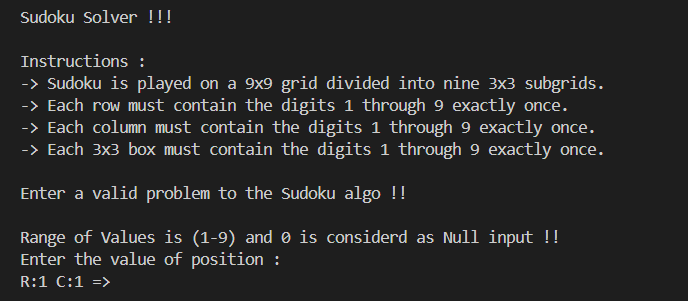 Sudoku Solver !!!
Instructions :
-> Sudoku is played on a 9x9 grid divided into nine 3x3 subgrids.
-> Each row must contain the digits 1 through 9 exactly once.
-> Each column must contain the digits 1 through 9 exactly once.
-> Each 3x3 box must contain the digits 1 through 9 exactly once.
Enter a valid problem to the Sudoku algo !!
Range of Values is (1-9) and 0 is considerd as Null input !!
Enter the value of position :
R:1 C:1 =>